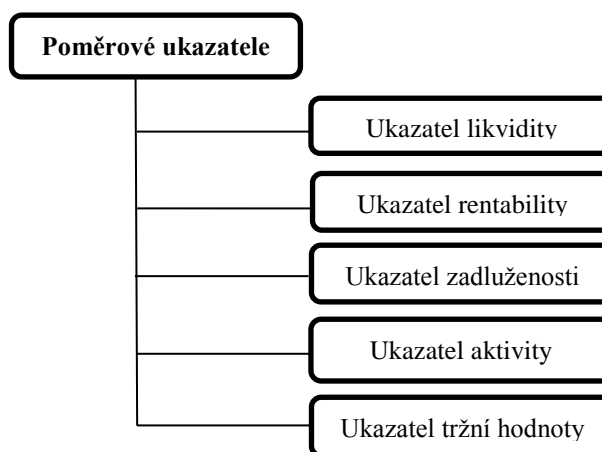 Poměrové ukazatele
Ukazatel likvidity
Ukazatel rentability
Ukazatel zadluženosti
Ukazatel aktivity
Ukazatel tržní hodnoty